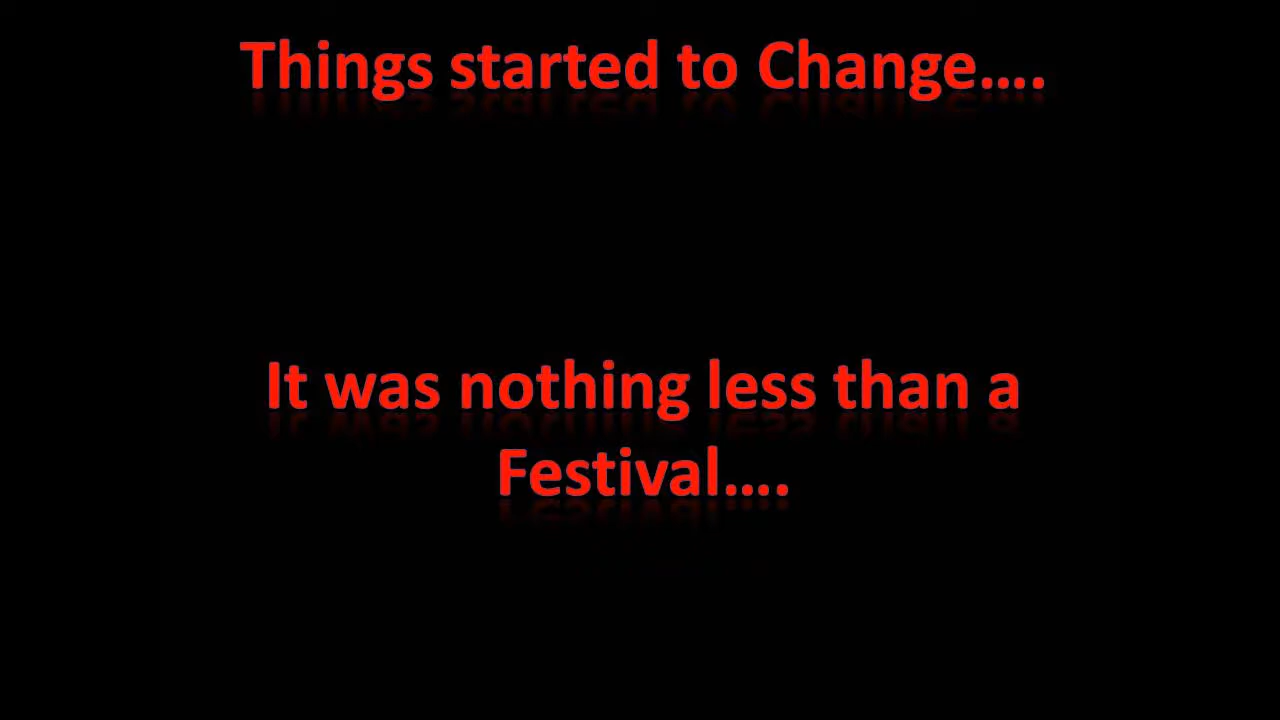 Things started to Change....
It was nothing less than a
Festival....